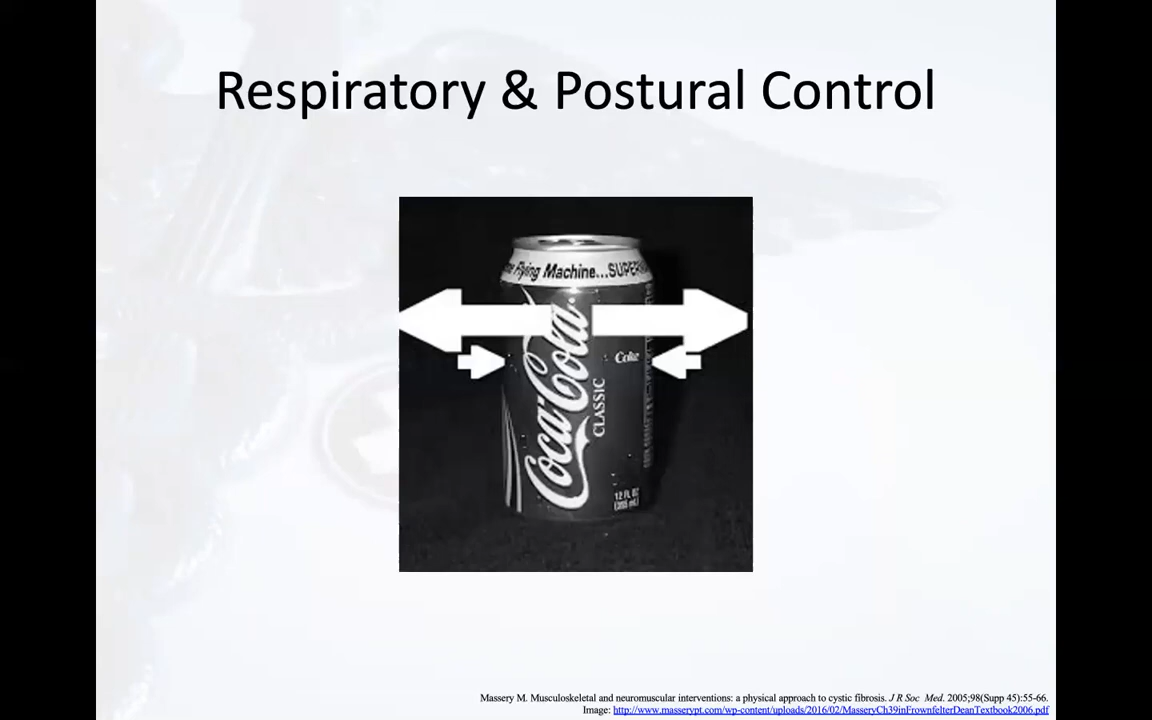 Respiratory & Postural Control
Flying Machine...SUPER
Coca-Cola
CLASSIC
Coke
12 FL OZ
(355 mL)
Massery M. Musculoskeletal and neuromuscular interventions: a physical approach to cystic fibrosis. J R Soc Med. 2005;98(Supp 45):55-66.
Image: http://www.masserypt.com/wp-content/uploads/2016/02/MasseryCh39inFrownfelterDeanTextbook2006.pdf